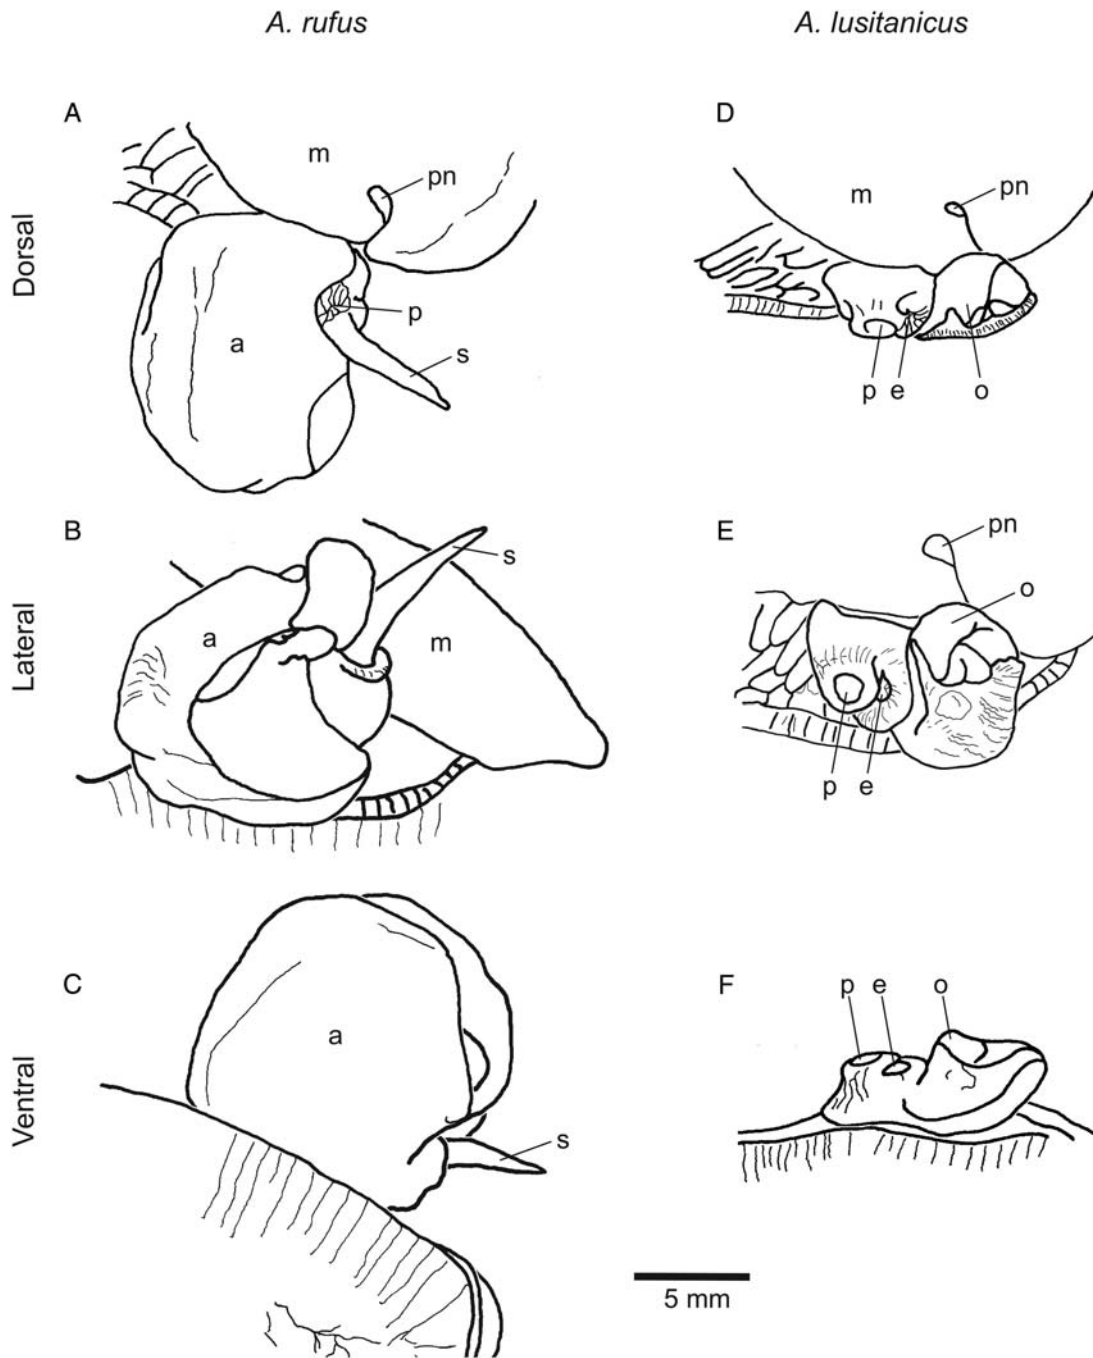 A. rufus
A. lusitanicus
Dorsal
A
m
pn
a
p
s
D
m
pn
p
e
o
Lateral
B
s
a
m
E
pn
o
p
e
Ventral
C
a
s
F
p
e
o
5 mm